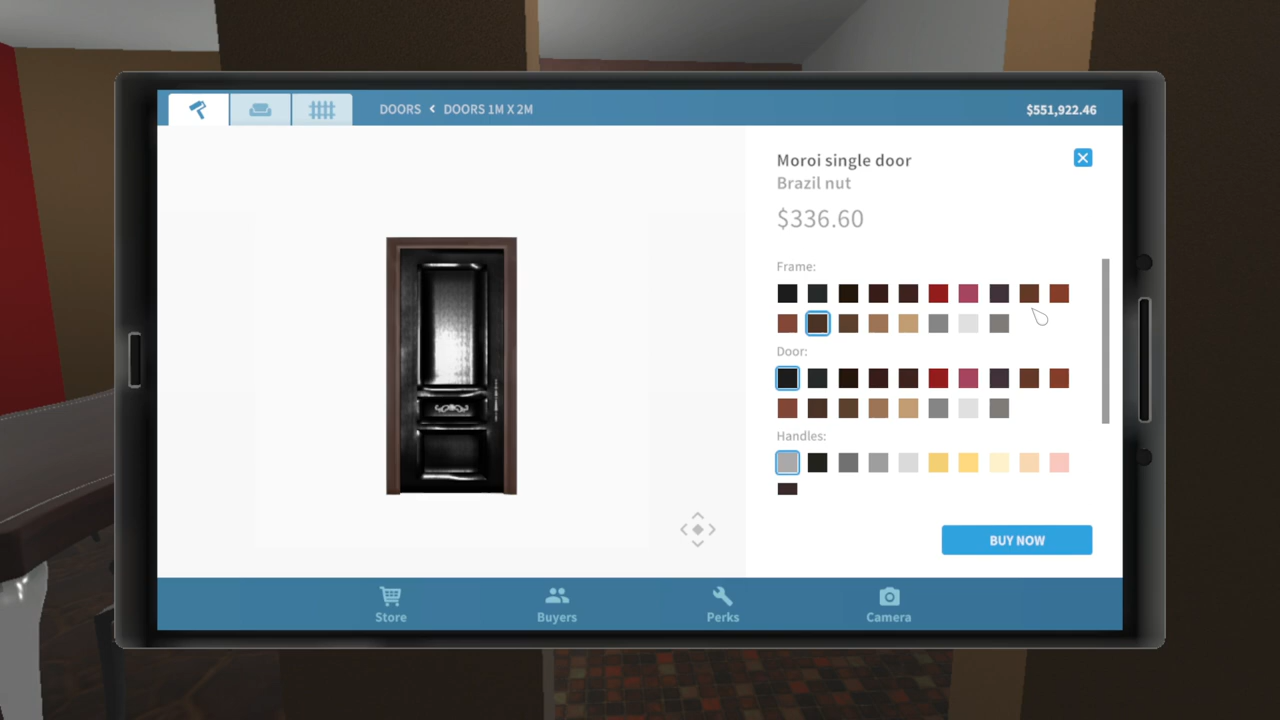 DOORS < DOORS 1M X 2M
$551,922.46
Moroi single door
Brazil nut
$336.60
Frame:
Door:
Handles:
BUY NOW
Store
Buyers
Perks
Camera